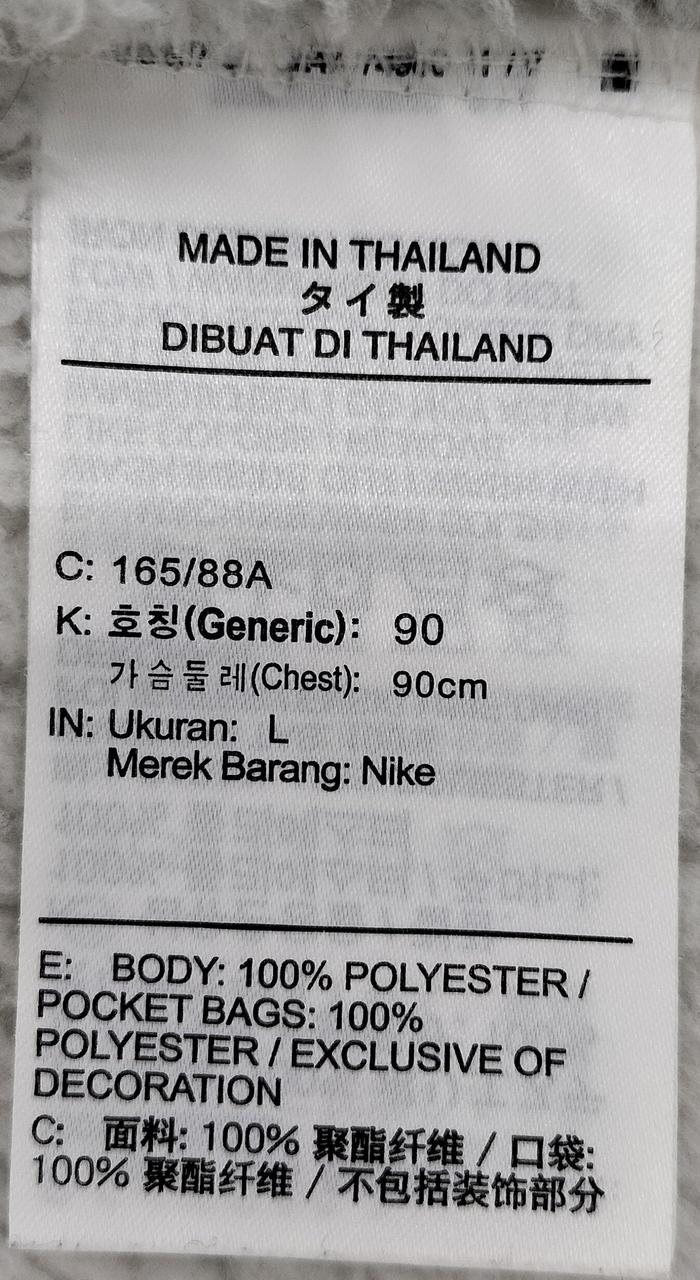 MADE IN THAILAND
タイ製
DIBUAT DI THAILAND
C: 165/88A
K: 호칭(Generic): 90
가슴둘레(Chest): 90cm
IN: Ukuran: L
Merek Barang: Nike
E: BODY: 100% POLYESTER /
POCKET BAGS: 100%
POLYESTER / EXCLUSIVE OF
DECORATION
C: 面料: 100% 聚酯纤维 / 口袋:
100% 聚酯纤维 / 不包括装饰部分